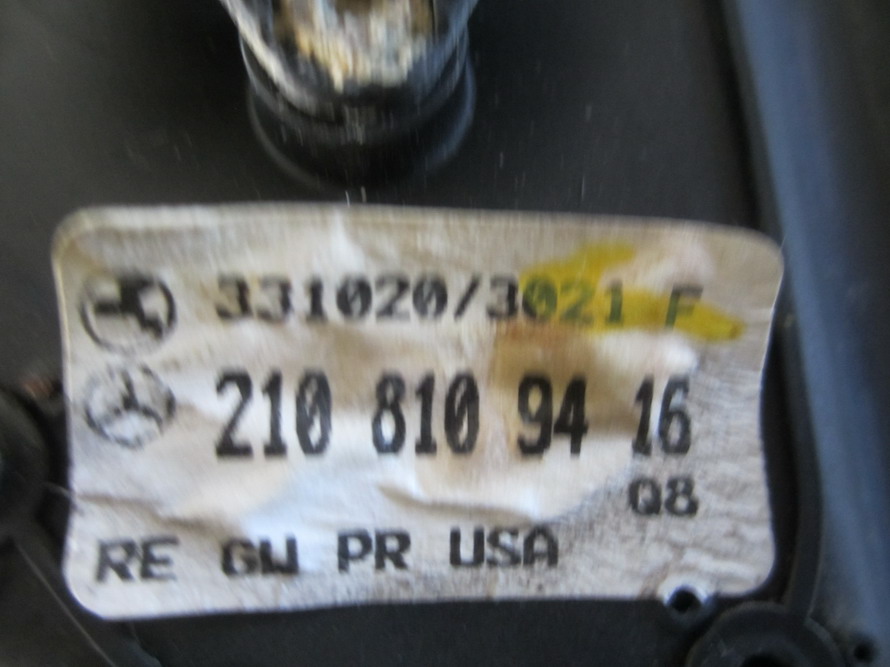 331020/3021 F
210 810 94 16
Q8
RE GW PR USA